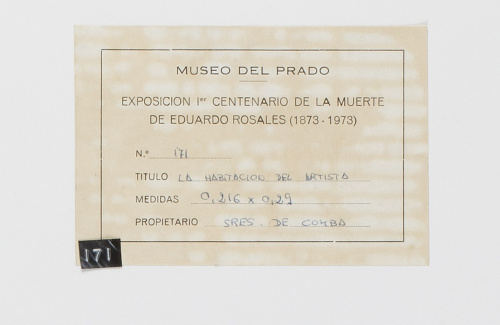 MUSEO DEL PRADO
EXPOSICION Ier CENTENARIO DE LA MUERTE
DE EDUARDO ROSALES (1873 - 1973)
N.º 171
TITULO LA HABITACION DEL ARTISTA
MEDIDAS 0,216 x 0,29
PROPIETARIO SRES. DE COMBA
171